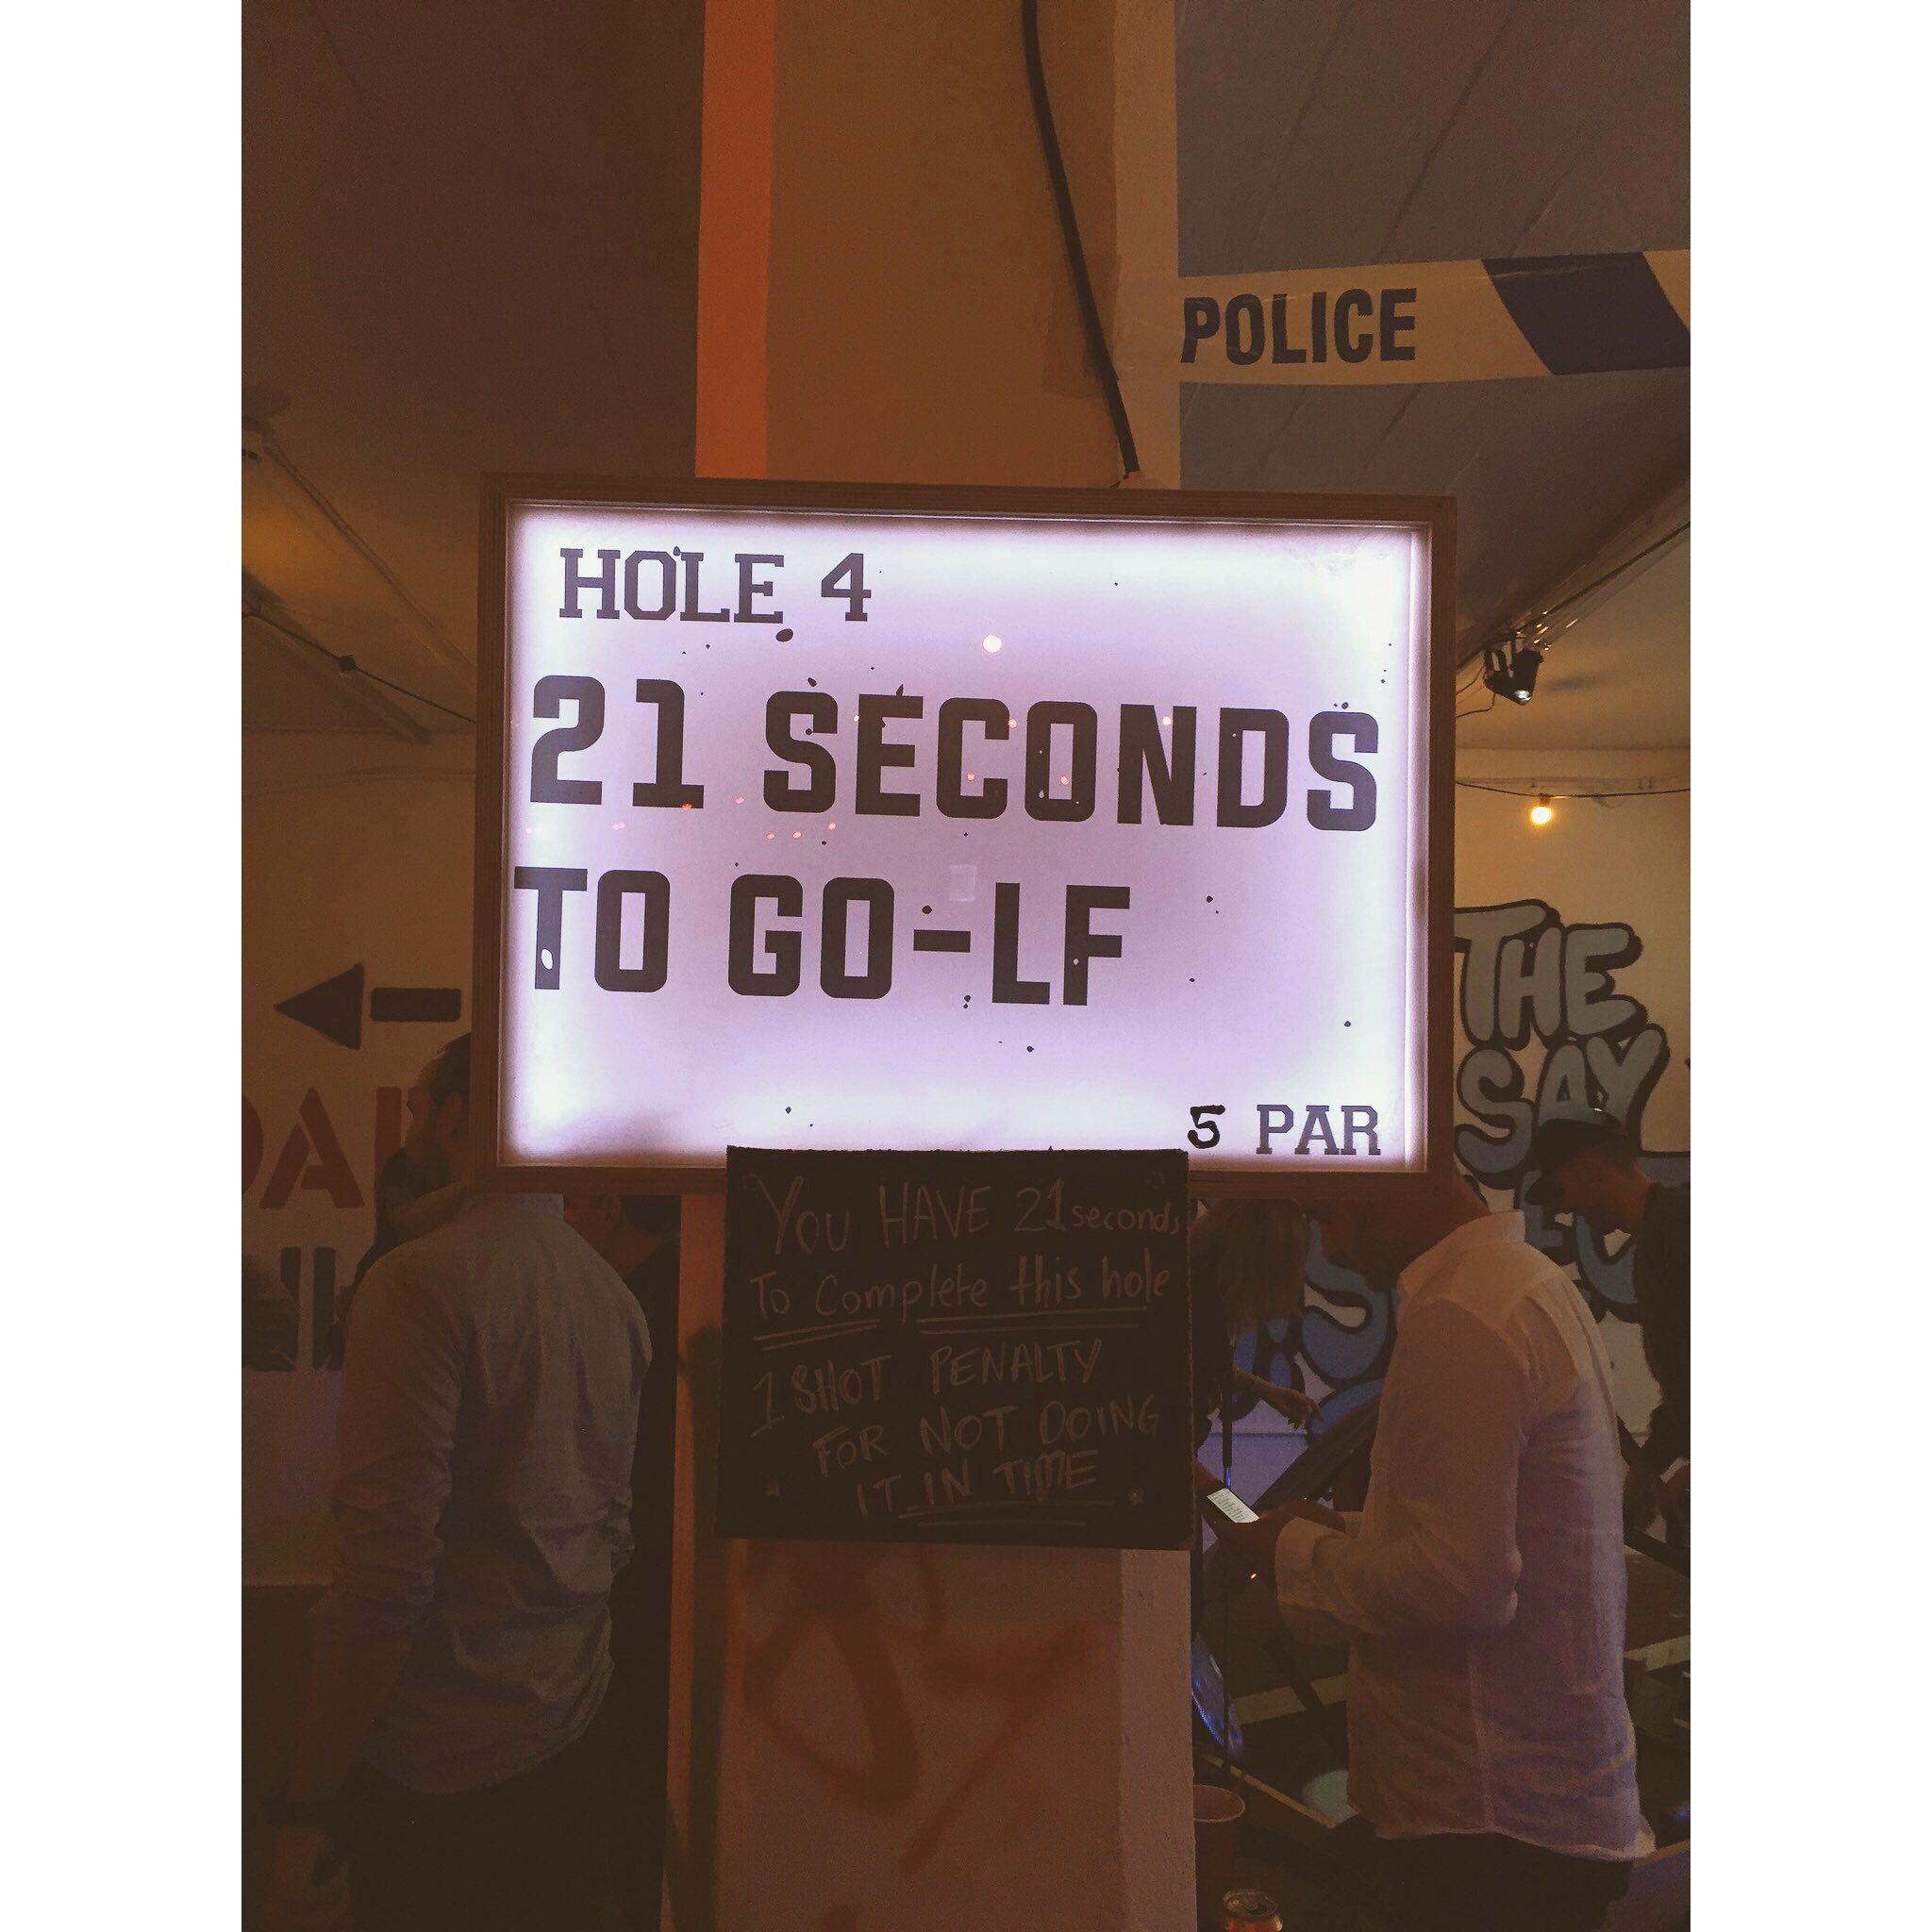 POLICE
HOLE 4
21 SECONDS
TO GO-LF
5 PAR
YOU HAVE 21 seconds
To Complete this hole
1 SHOT PENALTY
FOR NOT DOING
IT IN TIME
THE
SAY